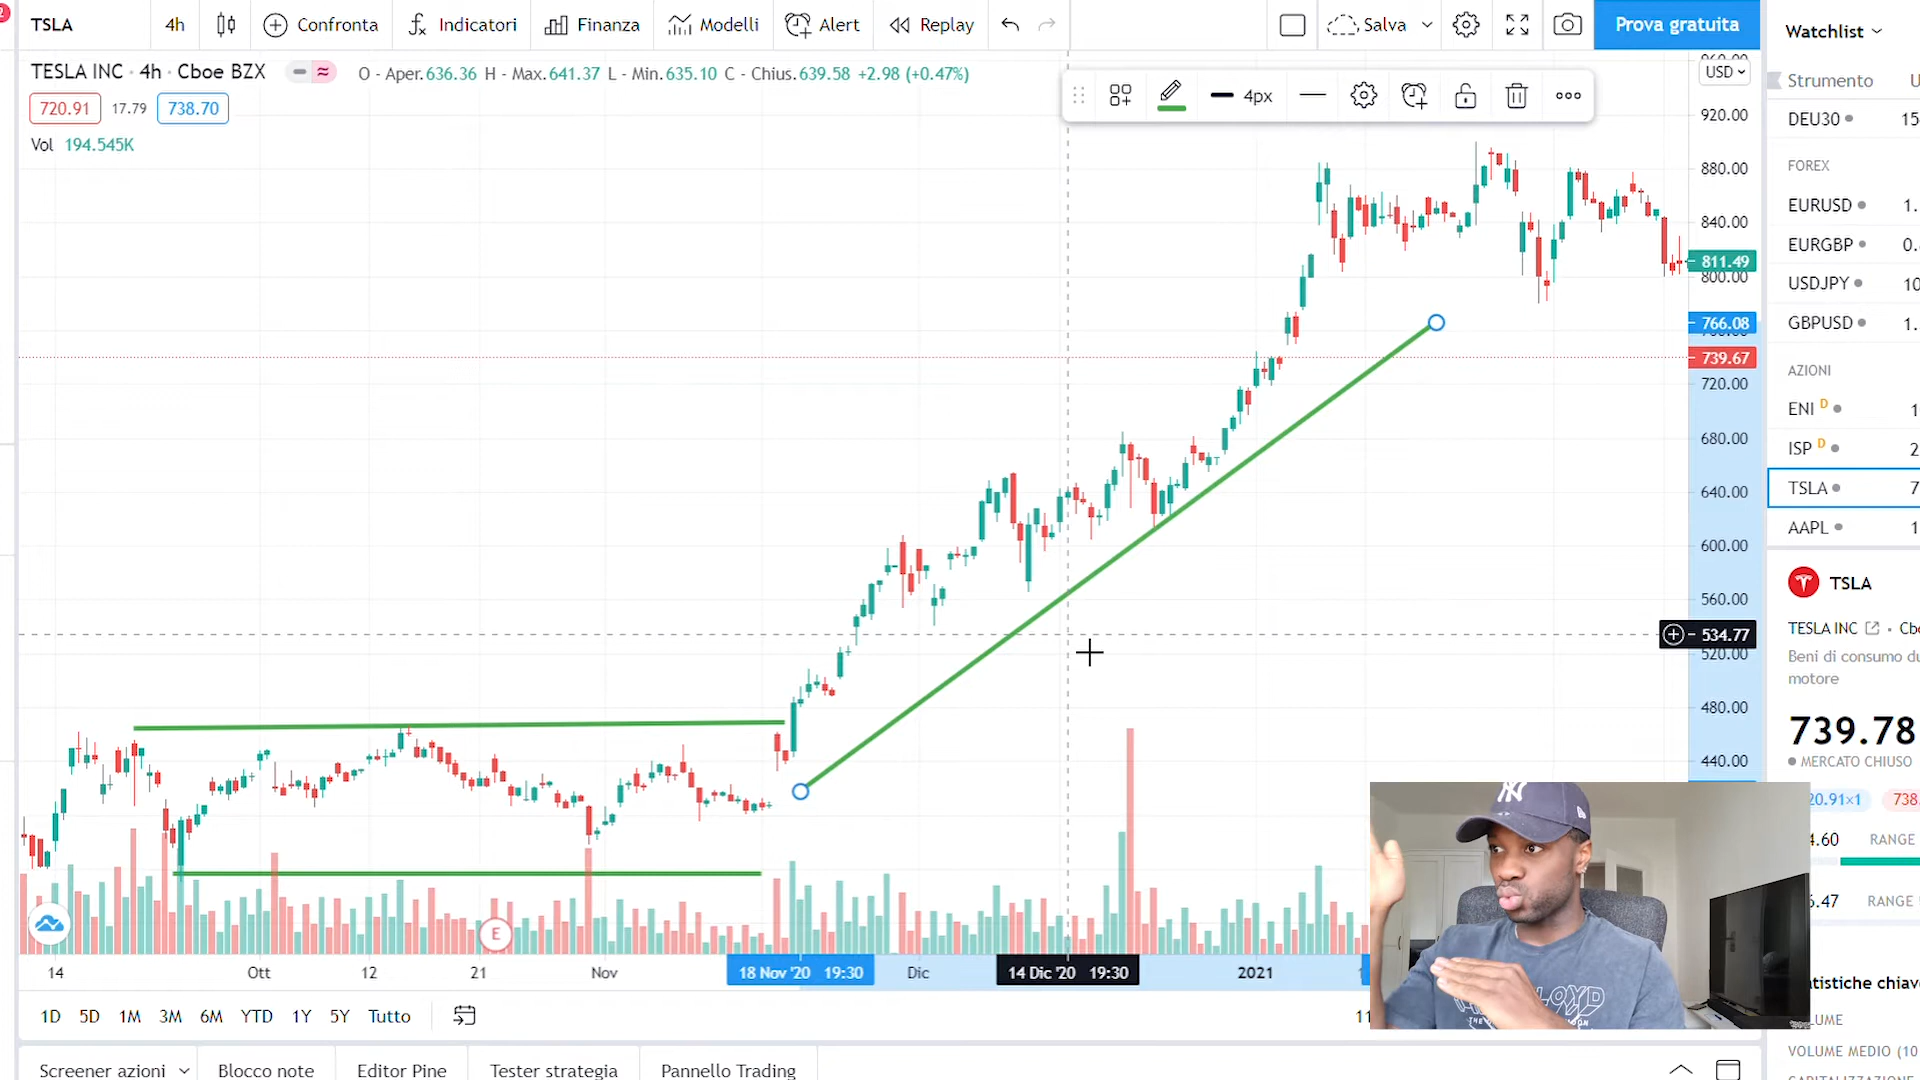 TSLA 4h Confronta Indicatori Finanza Modelli Alert Replay Salva Prova gratuita
TESLA INC · 4h · Cboe BZX O - Aper.636.36 H - Max.641.37 L - Min.635.10 C - Chius.639.58 +2.98 (+0.47%)
720.91 17.79 738.70
Vol 194.545K
4px
USD
920.00
880.00
840.00
811.49
800.00
766.08
739.67
720.00
680.00
640.00
600.00
560.00
534.77
520.00
480.00
440.00
E
14 Ott 12 21 Nov 18 Nov '20 19:30 Dic 14 Dic '20 19:30 2021
1D 5D 1M 3M 6M YTD 1Y 5Y Tutto
Screener azioni Blocco note Editor Pine Tester strategia Pannello Trading
Watchlist
Strumento
DEU30
FOREX
EURUSD
EURGBP
USDJPY
GBPUSD
AZIONI
ENI D
ISP D
TSLA
AAPL
TSLA
TESLA INC
Beni di consumo
motore
739.78
MERCATO CHIUSO
RANGE
RANGE
VOLUME MEDIO (10
NY